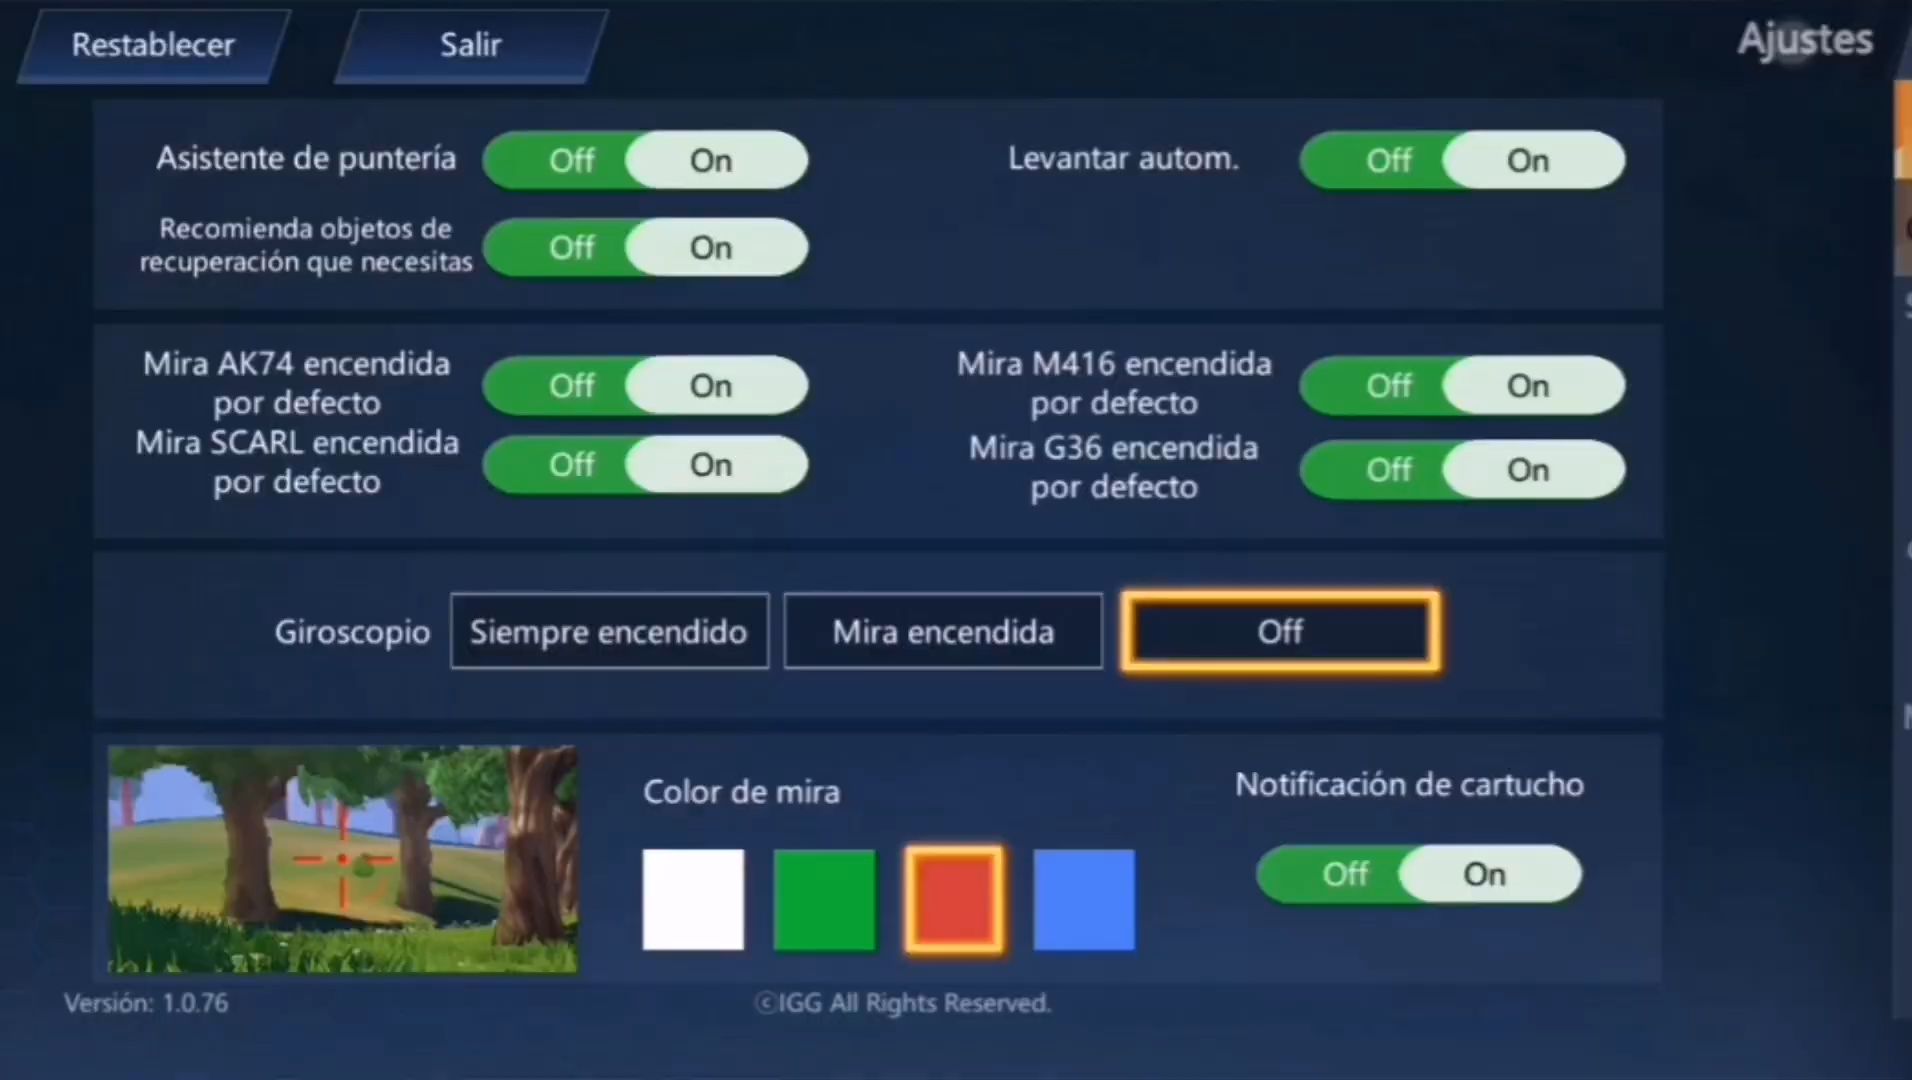 Restablecer
Salir
Ajustes
Asistente de puntería
Off On
Levantar autom.
Off On
Recomienda objetos de
recuperación que necesitas
Off On
Mira AK74 encendida
por defecto
Off On
Mira M416 encendida
por defecto
Off On
Mira SCARL encendida
por defecto
Off On
Mira G36 encendida
por defecto
Off On
Giroscopio
Siempre encendido
Mira encendida
Off
Color de mira
Notificación de cartucho
Off On
Versión: 1.0.76
©IGG All Rights Reserved.